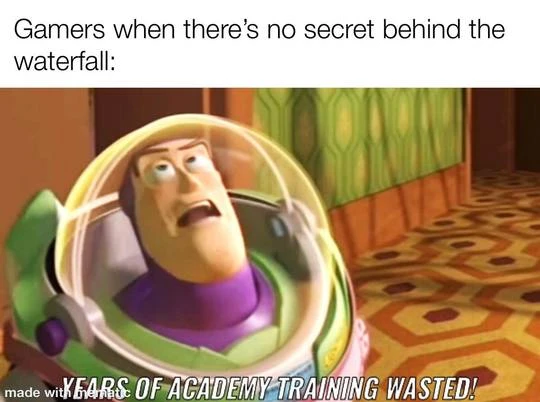 Gamers when there's no secret behind the
waterfall:
YEARS OF ACADEMY TRAINING WASTED!
made with mematic